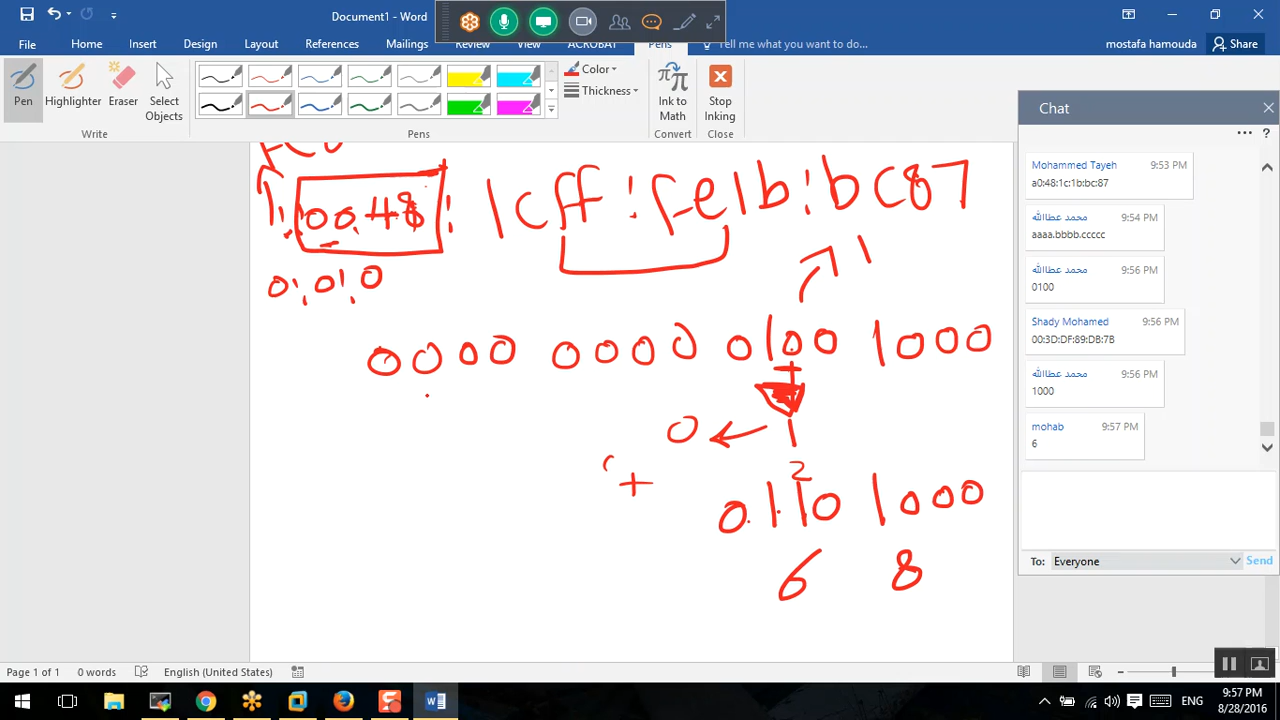 Document1 - Word
File Home Insert Design Layout References Mailings Review View ACROBAT Pens Tell me what you want to do...
mostafa hamouda Share
Pen Highlighter Eraser Select Objects
Color
Thickness
Ink to Math Stop Inking
Write Pens Convert Close
FC0
0048 : 1cff : fe1b : bc87
0:0:0
0000 0000 0100 1000
0 ← 1
+
2
0110 1000
6 8
Chat
Mohammed Tayeh 9:53 PM
a0:48:1c:1b:bc:87
محمد عطاالله 9:54 PM
aaaa.bbbb.ccccc
محمد عطاالله 9:56 PM
0100
Shady Mohamed 9:56 PM
00:3D:DF:89:DB:7B
محمد عطاالله 9:56 PM
1000
mohab 9:57 PM
6
To: Everyone Send
Page 1 of 1 0 words English (United States)
ENG 9:57 PM
8/28/2016